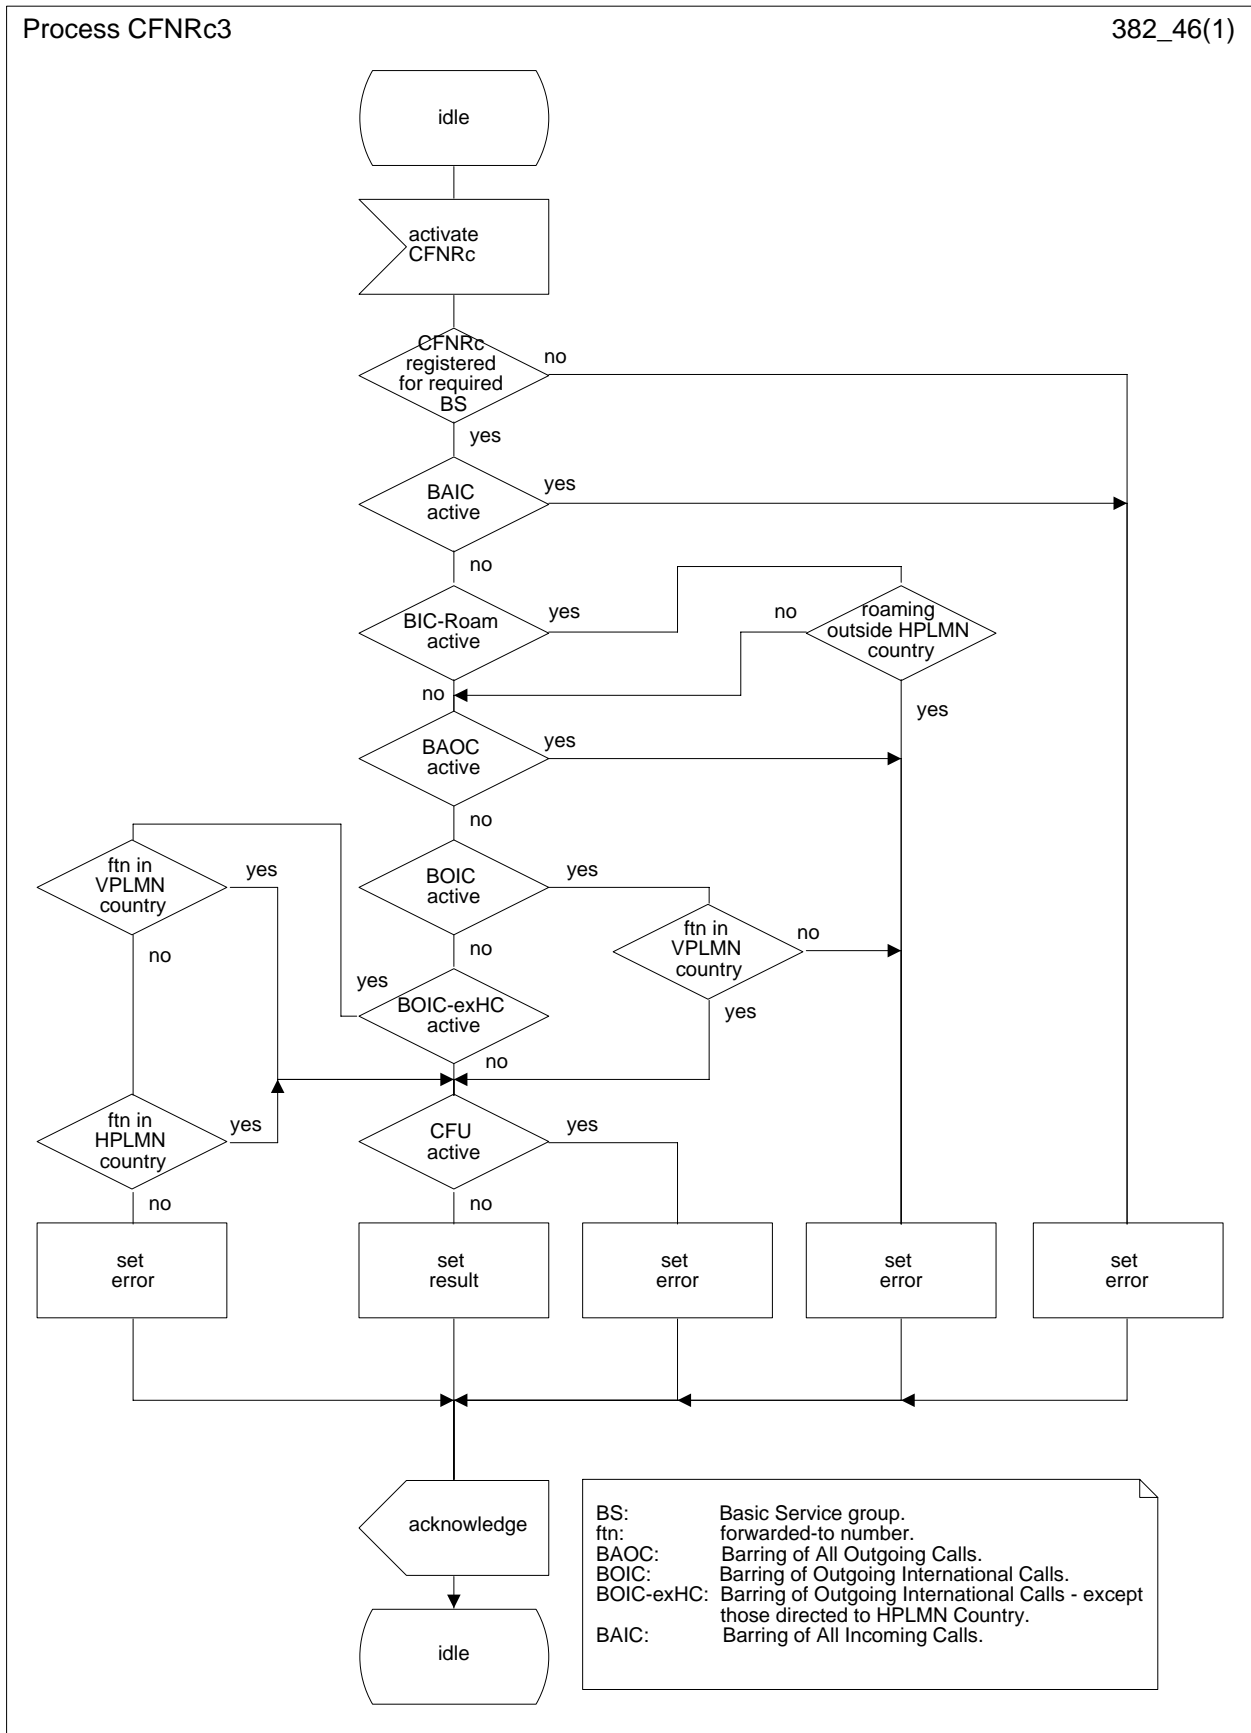 Process CFNRc3
382_46(1)
idle
activate
CFNRc
CFNRc
registered
for required
BS
no
yes
BAIC
active
yes
no
BIC-Roam
active
yes
no
roaming
outside HPLMN
country
no
yes
BAOC
active
yes
no
ftn in
VPLMN
country
yes
no
BOIC
active
yes
no
ftn in
VPLMN
country
no
yes
yes
BOIC-exHC
active
no
ftn in
HPLMN
country
yes
no
CFU
active
yes
no
set
error
set
result
set
error
set
error
set
error
acknowledge
BS: Basic Service group.
ftn: forwarded-to number.
BAOC: Barring of All Outgoing Calls.
BOIC: Barring of Outgoing International Calls.
BOIC-exHC: Barring of Outgoing International Calls - except
those directed to HPLMN Country.
BAIC: Barring of All Incoming Calls.
idle